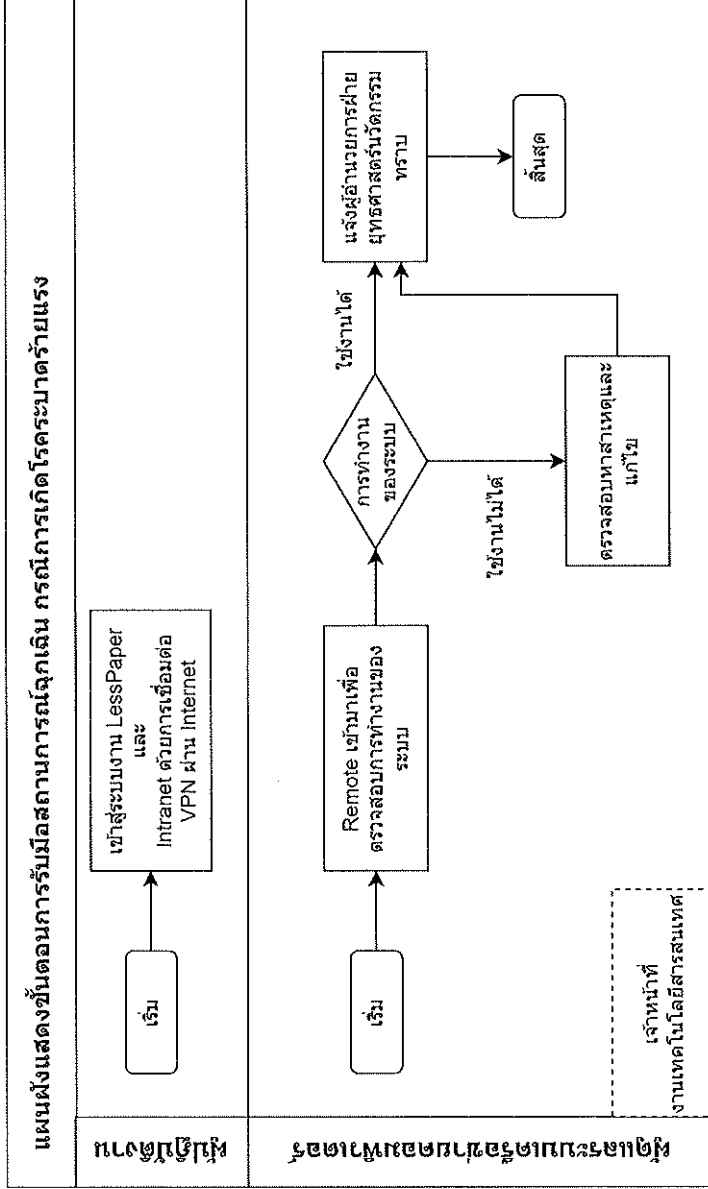 แผนผังแสดงขั้นตอนการรับมือสถานการณ์ฉุกเฉิน กรณีการเกิดโรคระบาดร้ายแรง
ผู้ปฏิบัติงาน
เริ่ม
เข้าสู่ระบบงาน LessPaper
และ
Intranet ด้วยการเชื่อมต่อ
VPN ผ่าน Internet
ผู้ดูแลระบบเครือข่ายคอมพิวเตอร์
เริ่ม
Remote เข้ามาเพื่อ
ตรวจสอบการทำงานของ
ระบบ
การทำงาน
ของระบบ
ใช้งานได้
แจ้งผู้อำนวยการฝ่าย
ยุทธศาสตร์นวัตกรรม
ทราบ
ใช้งานไม่ได้
ตรวจสอบหาสาเหตุและ
แก้ไข
สิ้นสุด
เจ้าหน้าที่
งานเทคโนโลยีสารสนเทศ